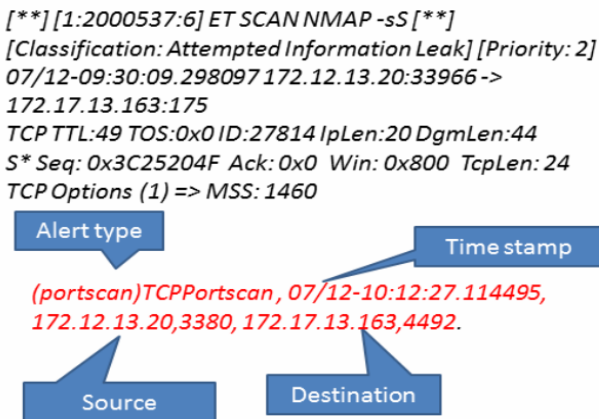 [**] [1:2000537:6] ET SCAN NMAP -sS [**]
[Classification: Attempted Information Leak] [Priority: 2]
07/12-09:30:09.298097 172.12.13.20:33966 ->
172.17.13.163:175
TCP TTL:49 TOS:0x0 ID:27814 IpLen:20 DgmLen:44
S* Seq: 0x3C25204F Ack: 0x0 Win: 0x800 TcpLen: 24
TCP Options (1) => MSS: 1460
Alert type
Time stamp
(portscan)TCPPortscan , 07/12-10:12:27.114495,
172.12.13.20,3380, 172.17.13.163,4492.
Source
Destination